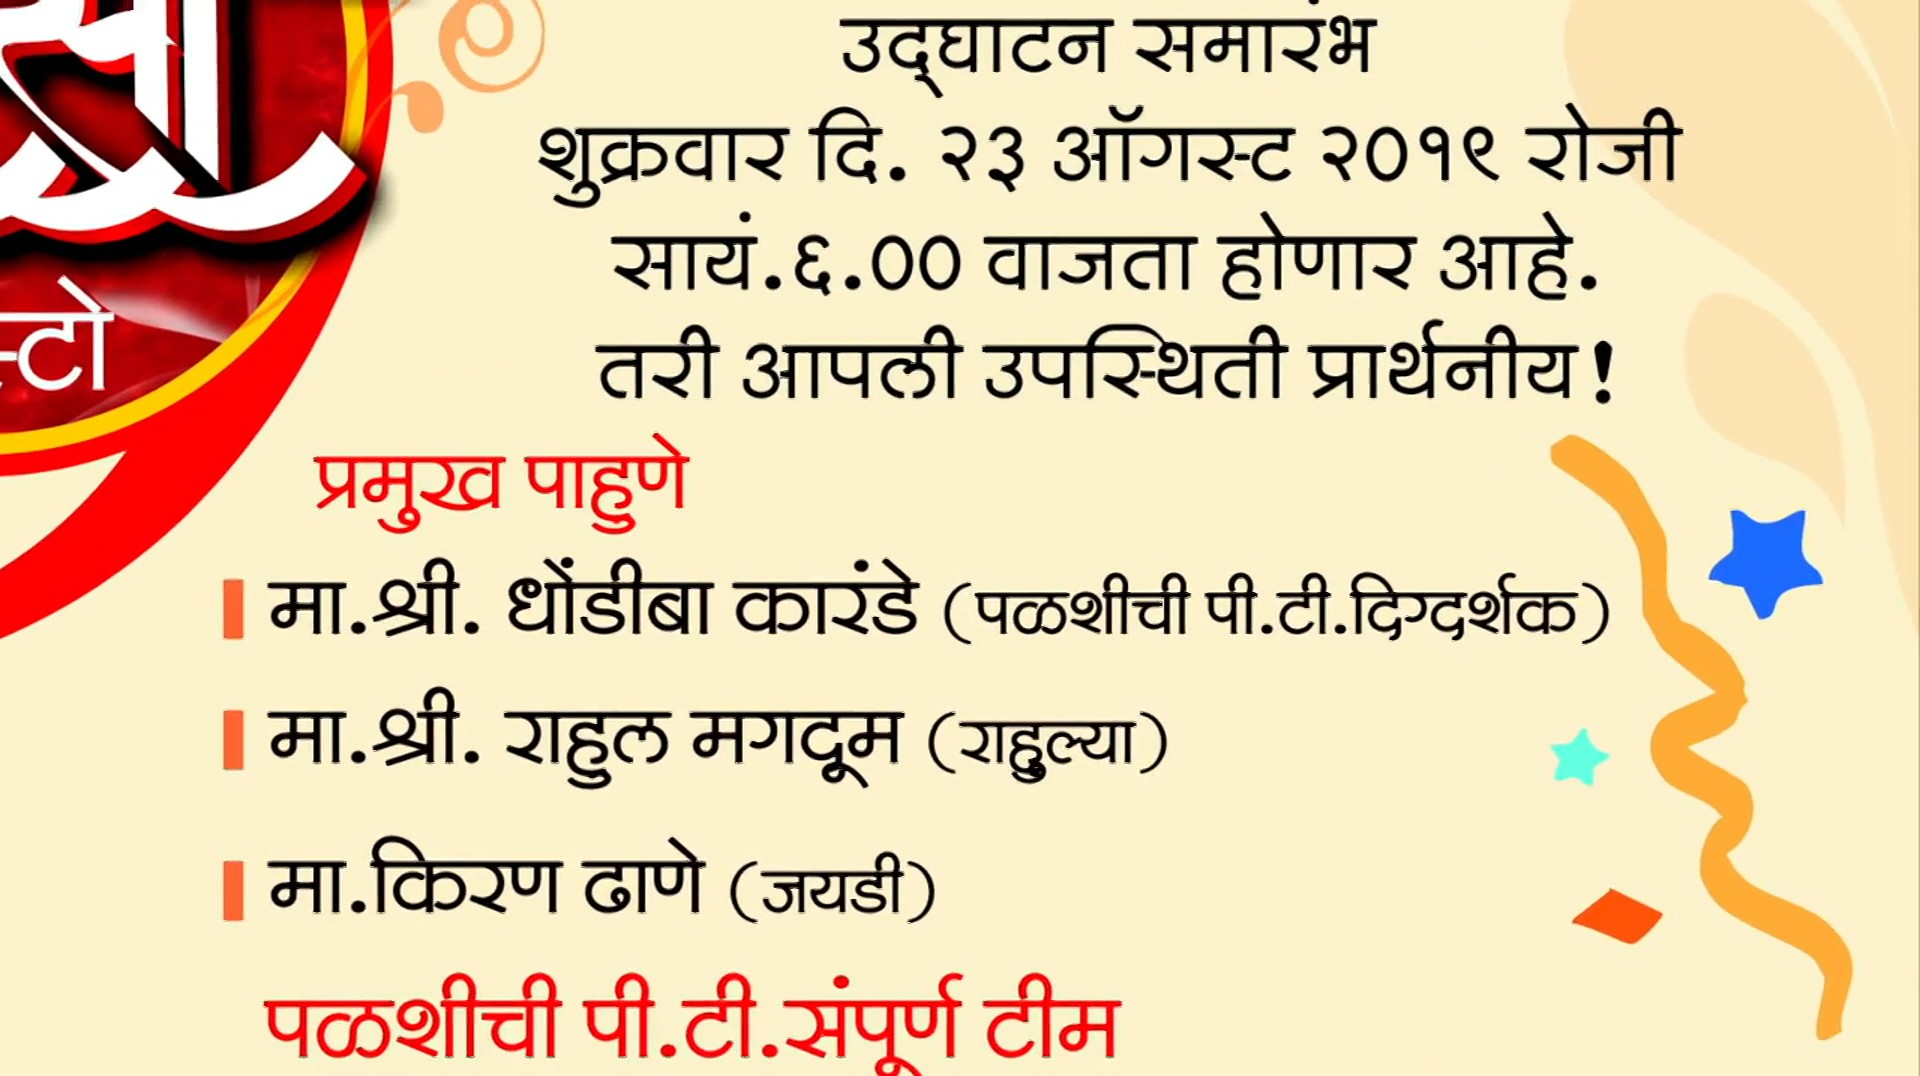 उद्‌घाटन समारंभ
शुक्रवार दि. २३ ऑगस्ट २०१९ रोजी
सायं.६.०० वाजता होणार आहे.
तरी आपली उपस्थिती प्रार्थनीय!
प्रमुख पाहुणे
मा.श्री. धोंडीबा कारंडे (पळशीची पी.टी.दिग्दर्शक)
मा.श्री. राहुल मगदूम (राहुल्या)
मा.किरण ढाणे (जयडी)
पळशीची पी.टी.संपूर्ण टीम